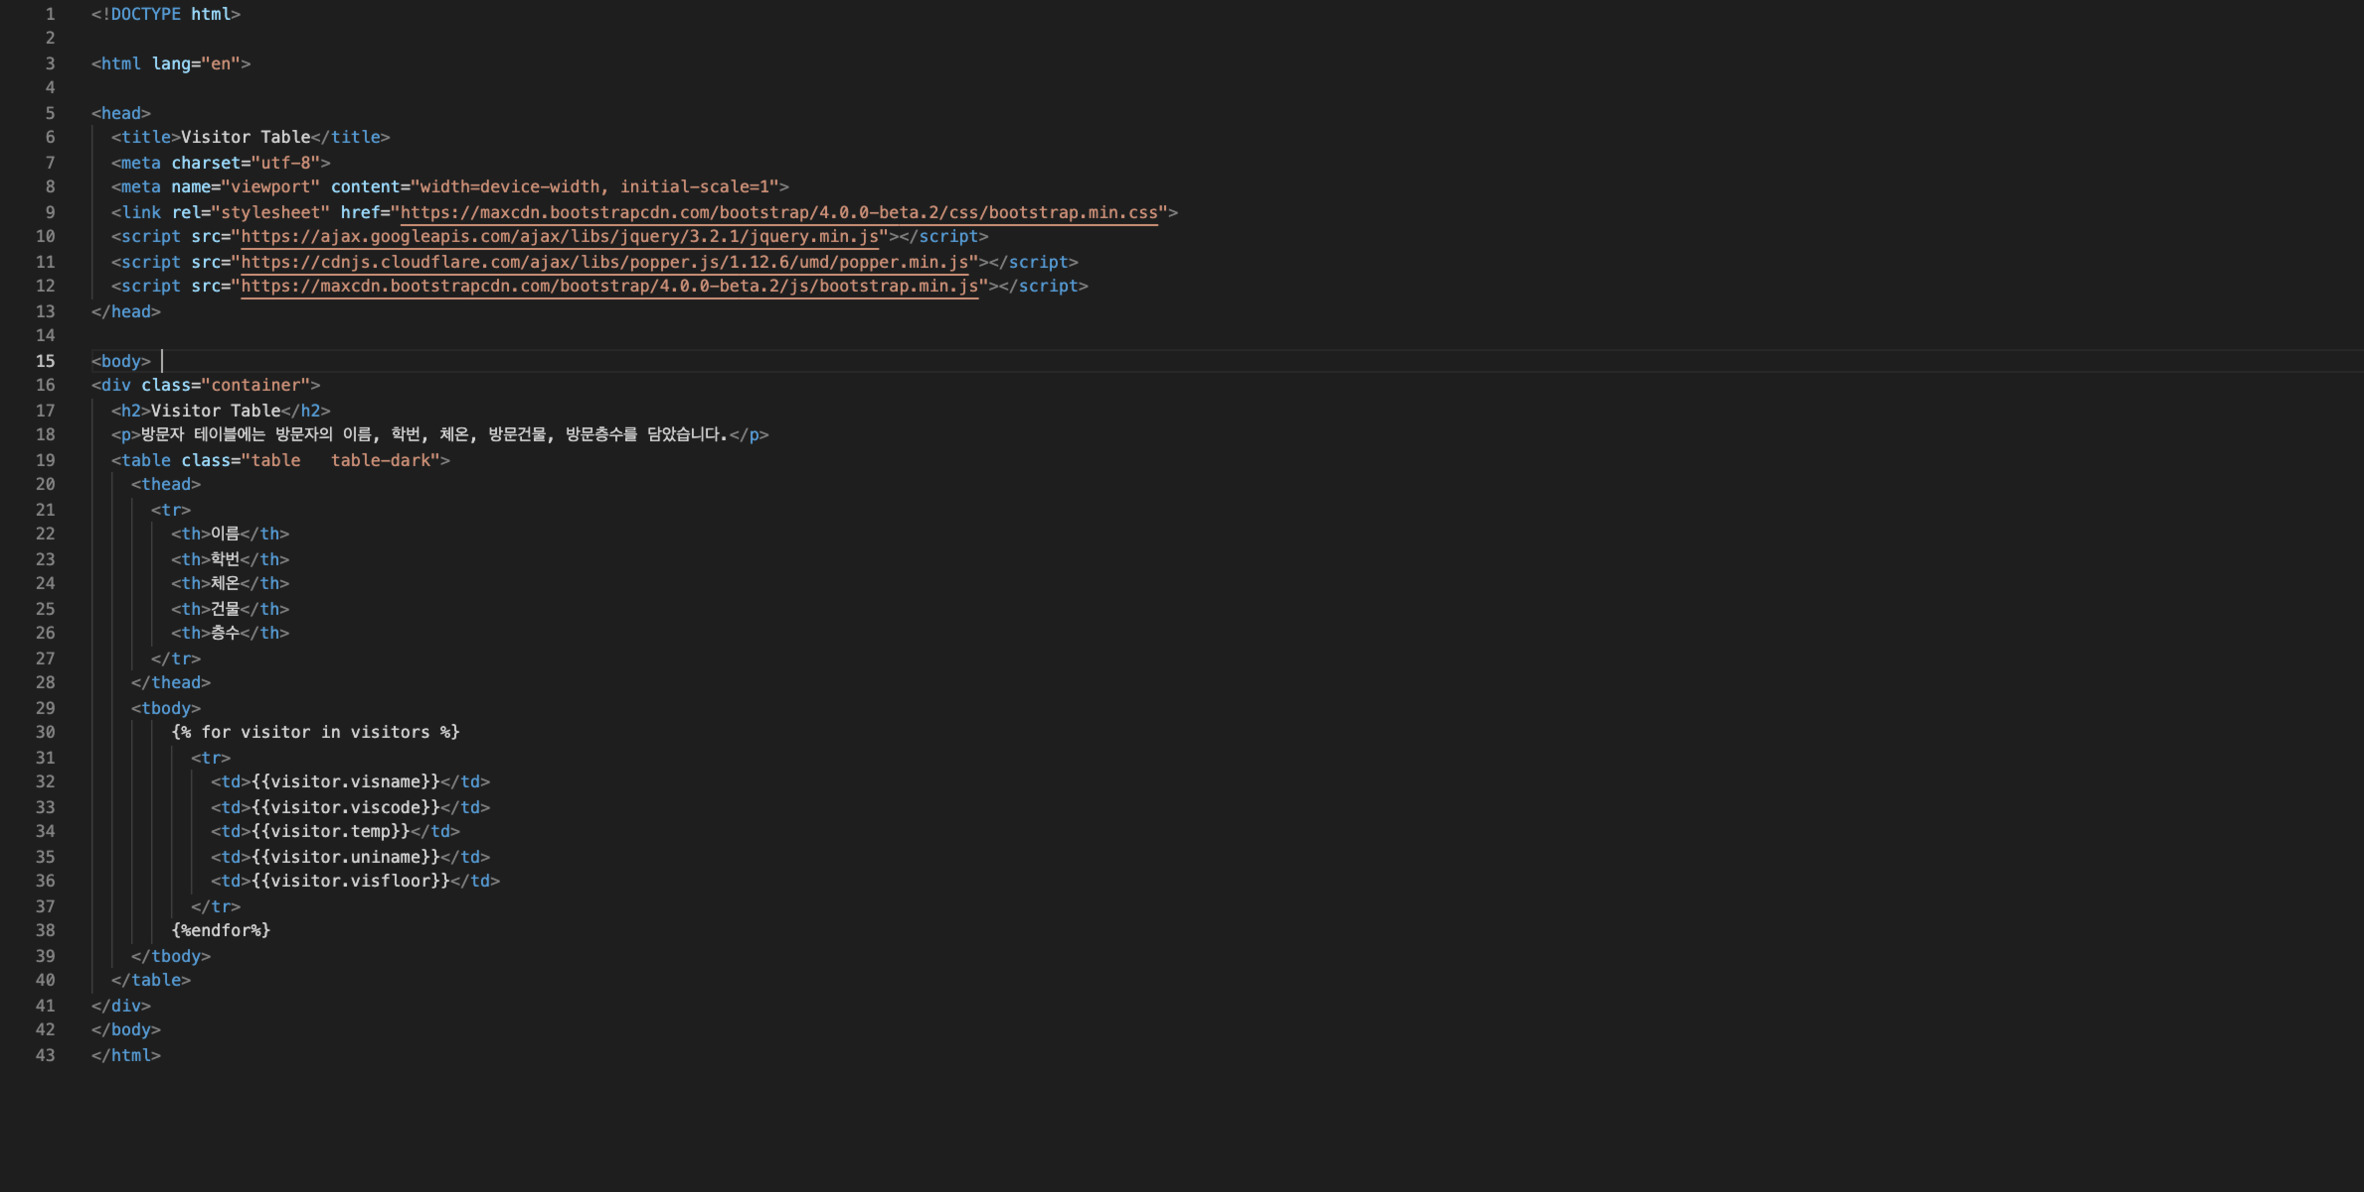 1 <!DOCTYPE html>
2
3 <html lang="en">
4
5 <head>
6   <title>Visitor Table</title>
7   <meta charset="utf-8">
8   <meta name="viewport" content="width=device-width, initial-scale=1">
9   <link rel="stylesheet" href="https://maxcdn.bootstrapcdn.com/bootstrap/4.0.0-beta.2/css/bootstrap.min.css">
10   <script src="https://ajax.googleapis.com/ajax/libs/jquery/3.2.1/jquery.min.js"></script>
11   <script src="https://cdnjs.cloudflare.com/ajax/libs/popper.js/1.12.6/umd/popper.min.js"></script>
12   <script src="https://maxcdn.bootstrapcdn.com/bootstrap/4.0.0-beta.2/js/bootstrap.min.js"></script>
13 </head>
14
15 <body>
16 <div class="container">
17   <h2>Visitor Table</h2>
18   <p>방문자 테이블에는 방문자의 이름, 학번, 체온, 방문건물, 방문층수를 담았습니다.</p>
19   <table class="table   table-dark">
20     <thead>
21       <tr>
22         <th>이름</th>
23         <th>학번</th>
24         <th>체온</th>
25         <th>건물</th>
26         <th>층수</th>
27       </tr>
28     </thead>
29     <tbody>
30         {% for visitor in visitors %}
31           <tr>
32             <td>{{visitor.visname}}</td>
33             <td>{{visitor.viscode}}</td>
34             <td>{{visitor.temp}}</td>
35             <td>{{visitor.uniname}}</td>
36             <td>{{visitor.visfloor}}</td>
37           </tr>
38         {%endfor%}
39     </tbody>
40   </table>
41 </div>
42 </body>
43 </html>